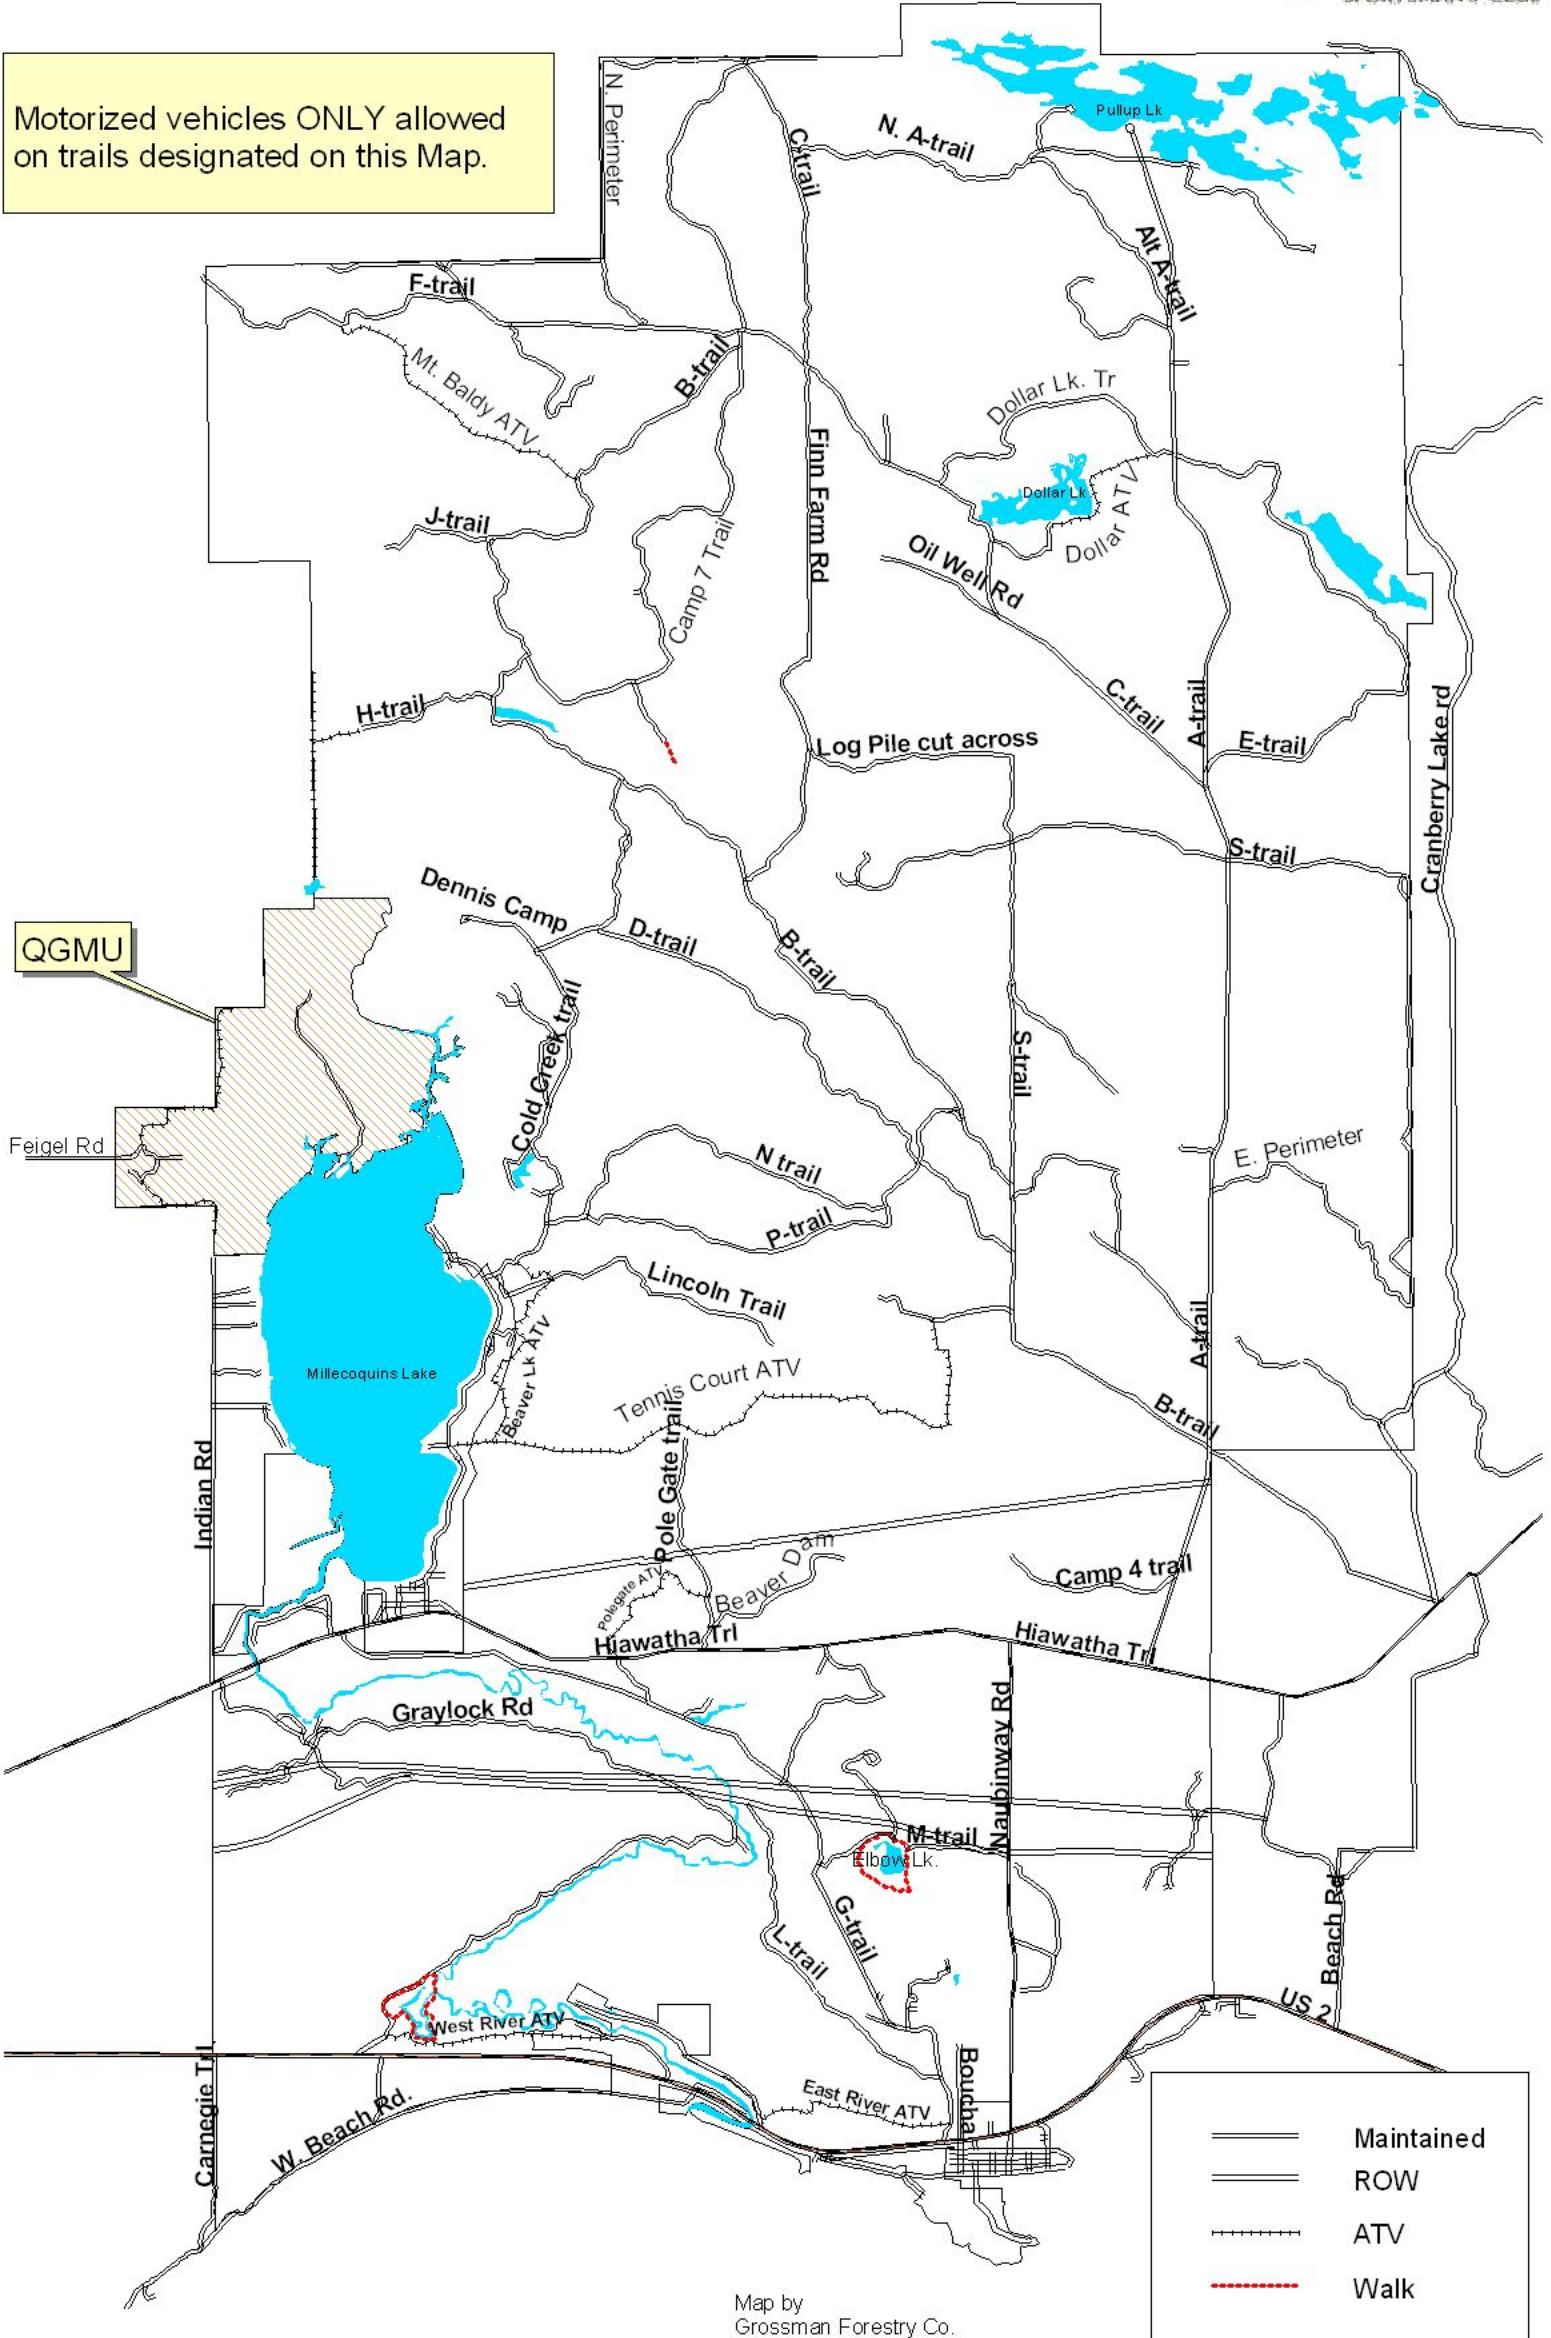 Motorized vehicles ONLY allowed
on trails designated on this Map.
N. Perimeter
C-trail
N. A-trail
Pullup Lk
Alt A-trail
F-trail
Mt. Baldy ATV
B-trail
Dollar Lk. Tr
Finn Farm Rd
Dollar Lk
Dollar ATV
J-trail
Camp 7 Trail
Oil Well Rd
H-trail
C-trail
A-trail
Cranberry Lake rd
Log Pile cut across
E-trail
S-trail
Dennis Camp
D-trail
B-trail
QGMU
Cold Creek trail
S-trail
Feigel Rd
N trail
E. Perimeter
P-trail
Lincoln Trail
A-trail
Beaver Lk ATV
Millecoquins Lake
Tennis Court ATV
B-trail
Indian Rd
Pole Gate trails
Polegate ATV
Beaver Dam
Camp 4 trail
Hiawatha Trl
Hiawatha Trl
Graylock Rd
Naubinway Rd
M-trail
Elbow Lk.
G-trail
L-trail
Beach Rd
US 2
West River ATV
Carnegie Trl
W. Beach Rd.
East River ATV
Boucha
Maintained
ROW
ATV
Walk
Map by
Grossman Forestry Co.